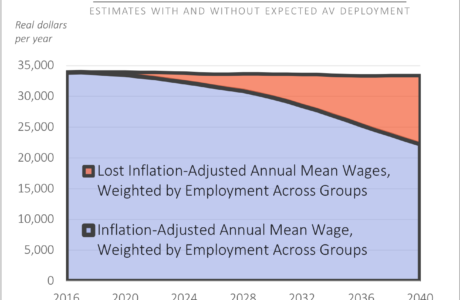 ESTIMATES WITH AND WITHOUT EXPECTED AV DEPLOYMENT
Real dollars
per year
35,000
30,000
25,000
20,000
15,000
10,000
5,000
0
Lost Inflation-Adjusted Annual Mean Wages,
Weighted by Employment Across Groups
Inflation-Adjusted Annual Mean Wage,
Weighted by Employment Across Groups
2016 2020 2024 2028 2032 2036 2040